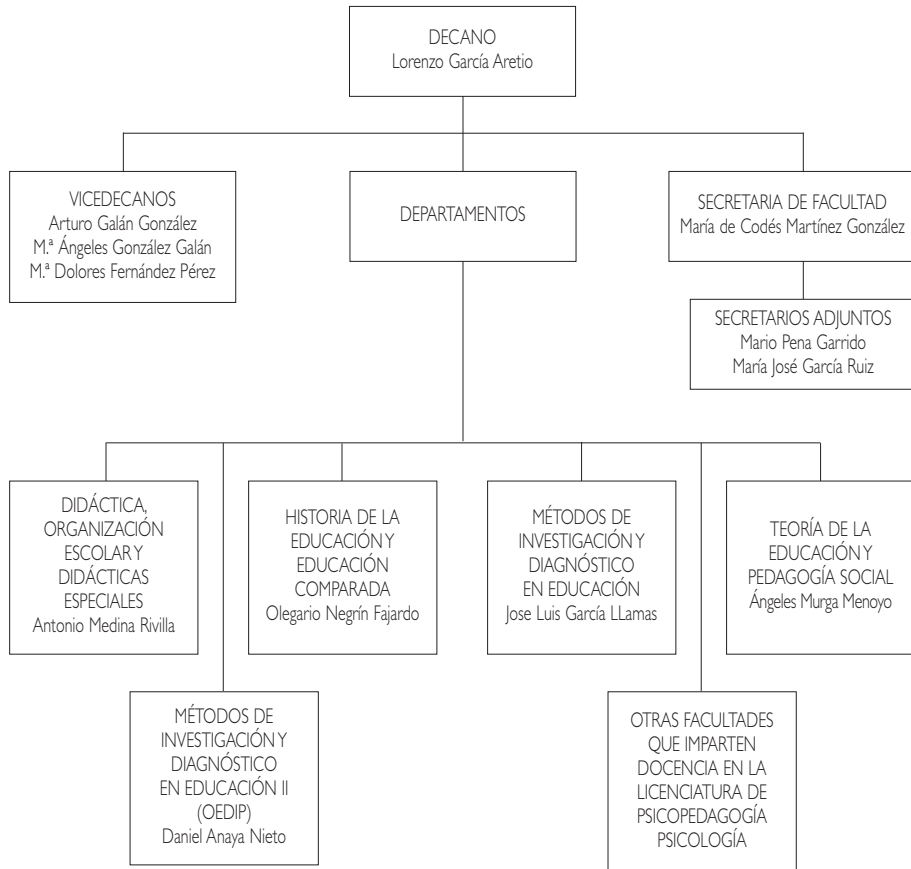 DECANO
Lorenzo García Aretio
VICEDECANOS
Arturo Galán González
M.ª Ángeles González Galán
M.ª Dolores Fernández Pérez
DEPARTAMENTOS
SECRETARIA DE FACULTAD
María de Codés Martínez González
SECRETARIOS ADJUNTOS
Mario Pena Garrido
María José García Ruiz
DIDÁCTICA,
ORGANIZACIÓN
ESCOLAR Y
DIDÁCTICAS
ESPECIALES
Antonio Medina Rivilla
HISTORIA DE LA
EDUCACIÓN Y
EDUCACIÓN
COMPARADA
Olegario Negrín Fajardo
MÉTODOS DE
INVESTIGACIÓN Y
DIAGNÓSTICO
EN EDUCACIÓN
Jose Luis García LLamas
TEORÍA DE LA
EDUCACIÓN Y
PEDAGOGÍA SOCIAL
Ángeles Murga Menoyo
MÉTODOS DE
INVESTIGACIÓN Y
DIAGNÓSTICO
EN EDUCACIÓN II
(OEDIP)
Daniel Anaya Nieto
OTRAS FACULTADES
QUE IMPARTEN
DOCENCIA EN LA
LICENCIATURA DE
PSICOPEDAGOGÍA
PSICOLOGÍA